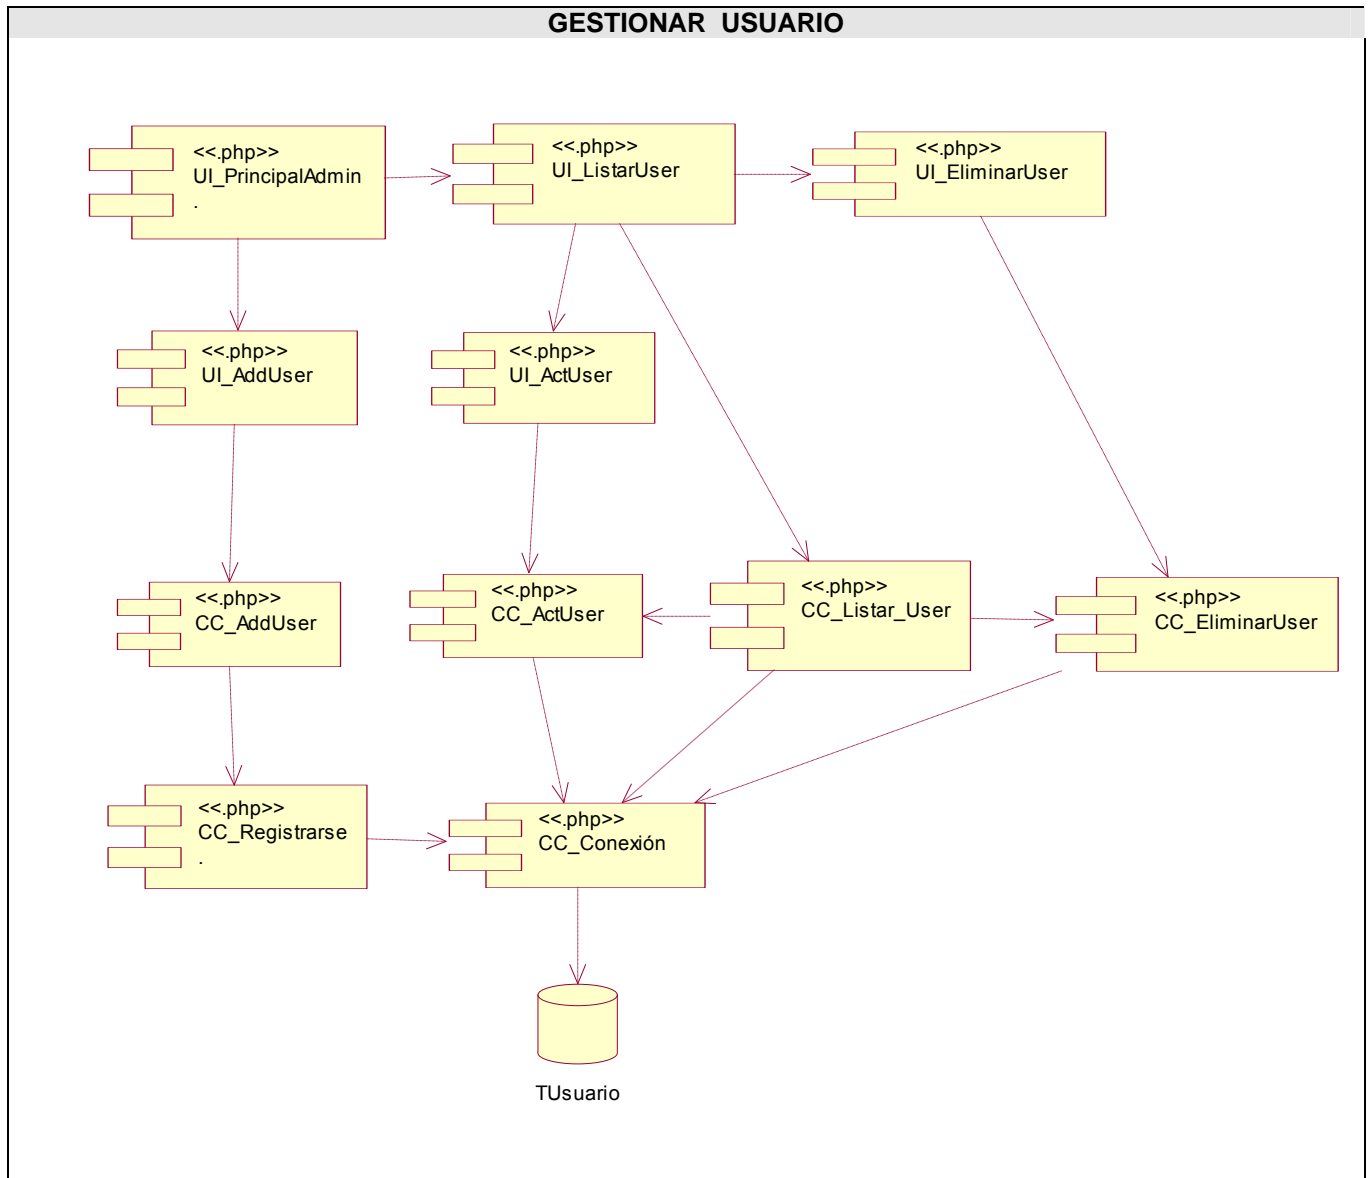 GESTIONAR USUARIO
<<.php>>
UI_PrincipalAdmin
.
<<.php>>
UI_ListarUser
<<.php>>
UI_EliminarUser
<<.php>>
UI_AddUser
<<.php>>
UI_ActUser
<<.php>>
CC_AddUser
<<.php>>
CC_ActUser
<<.php>>
CC_Listar_User
<<.php>>
CC_EliminarUser
<<.php>>
CC_Registrarse
.
<<.php>>
CC_Conexión
TUsuario